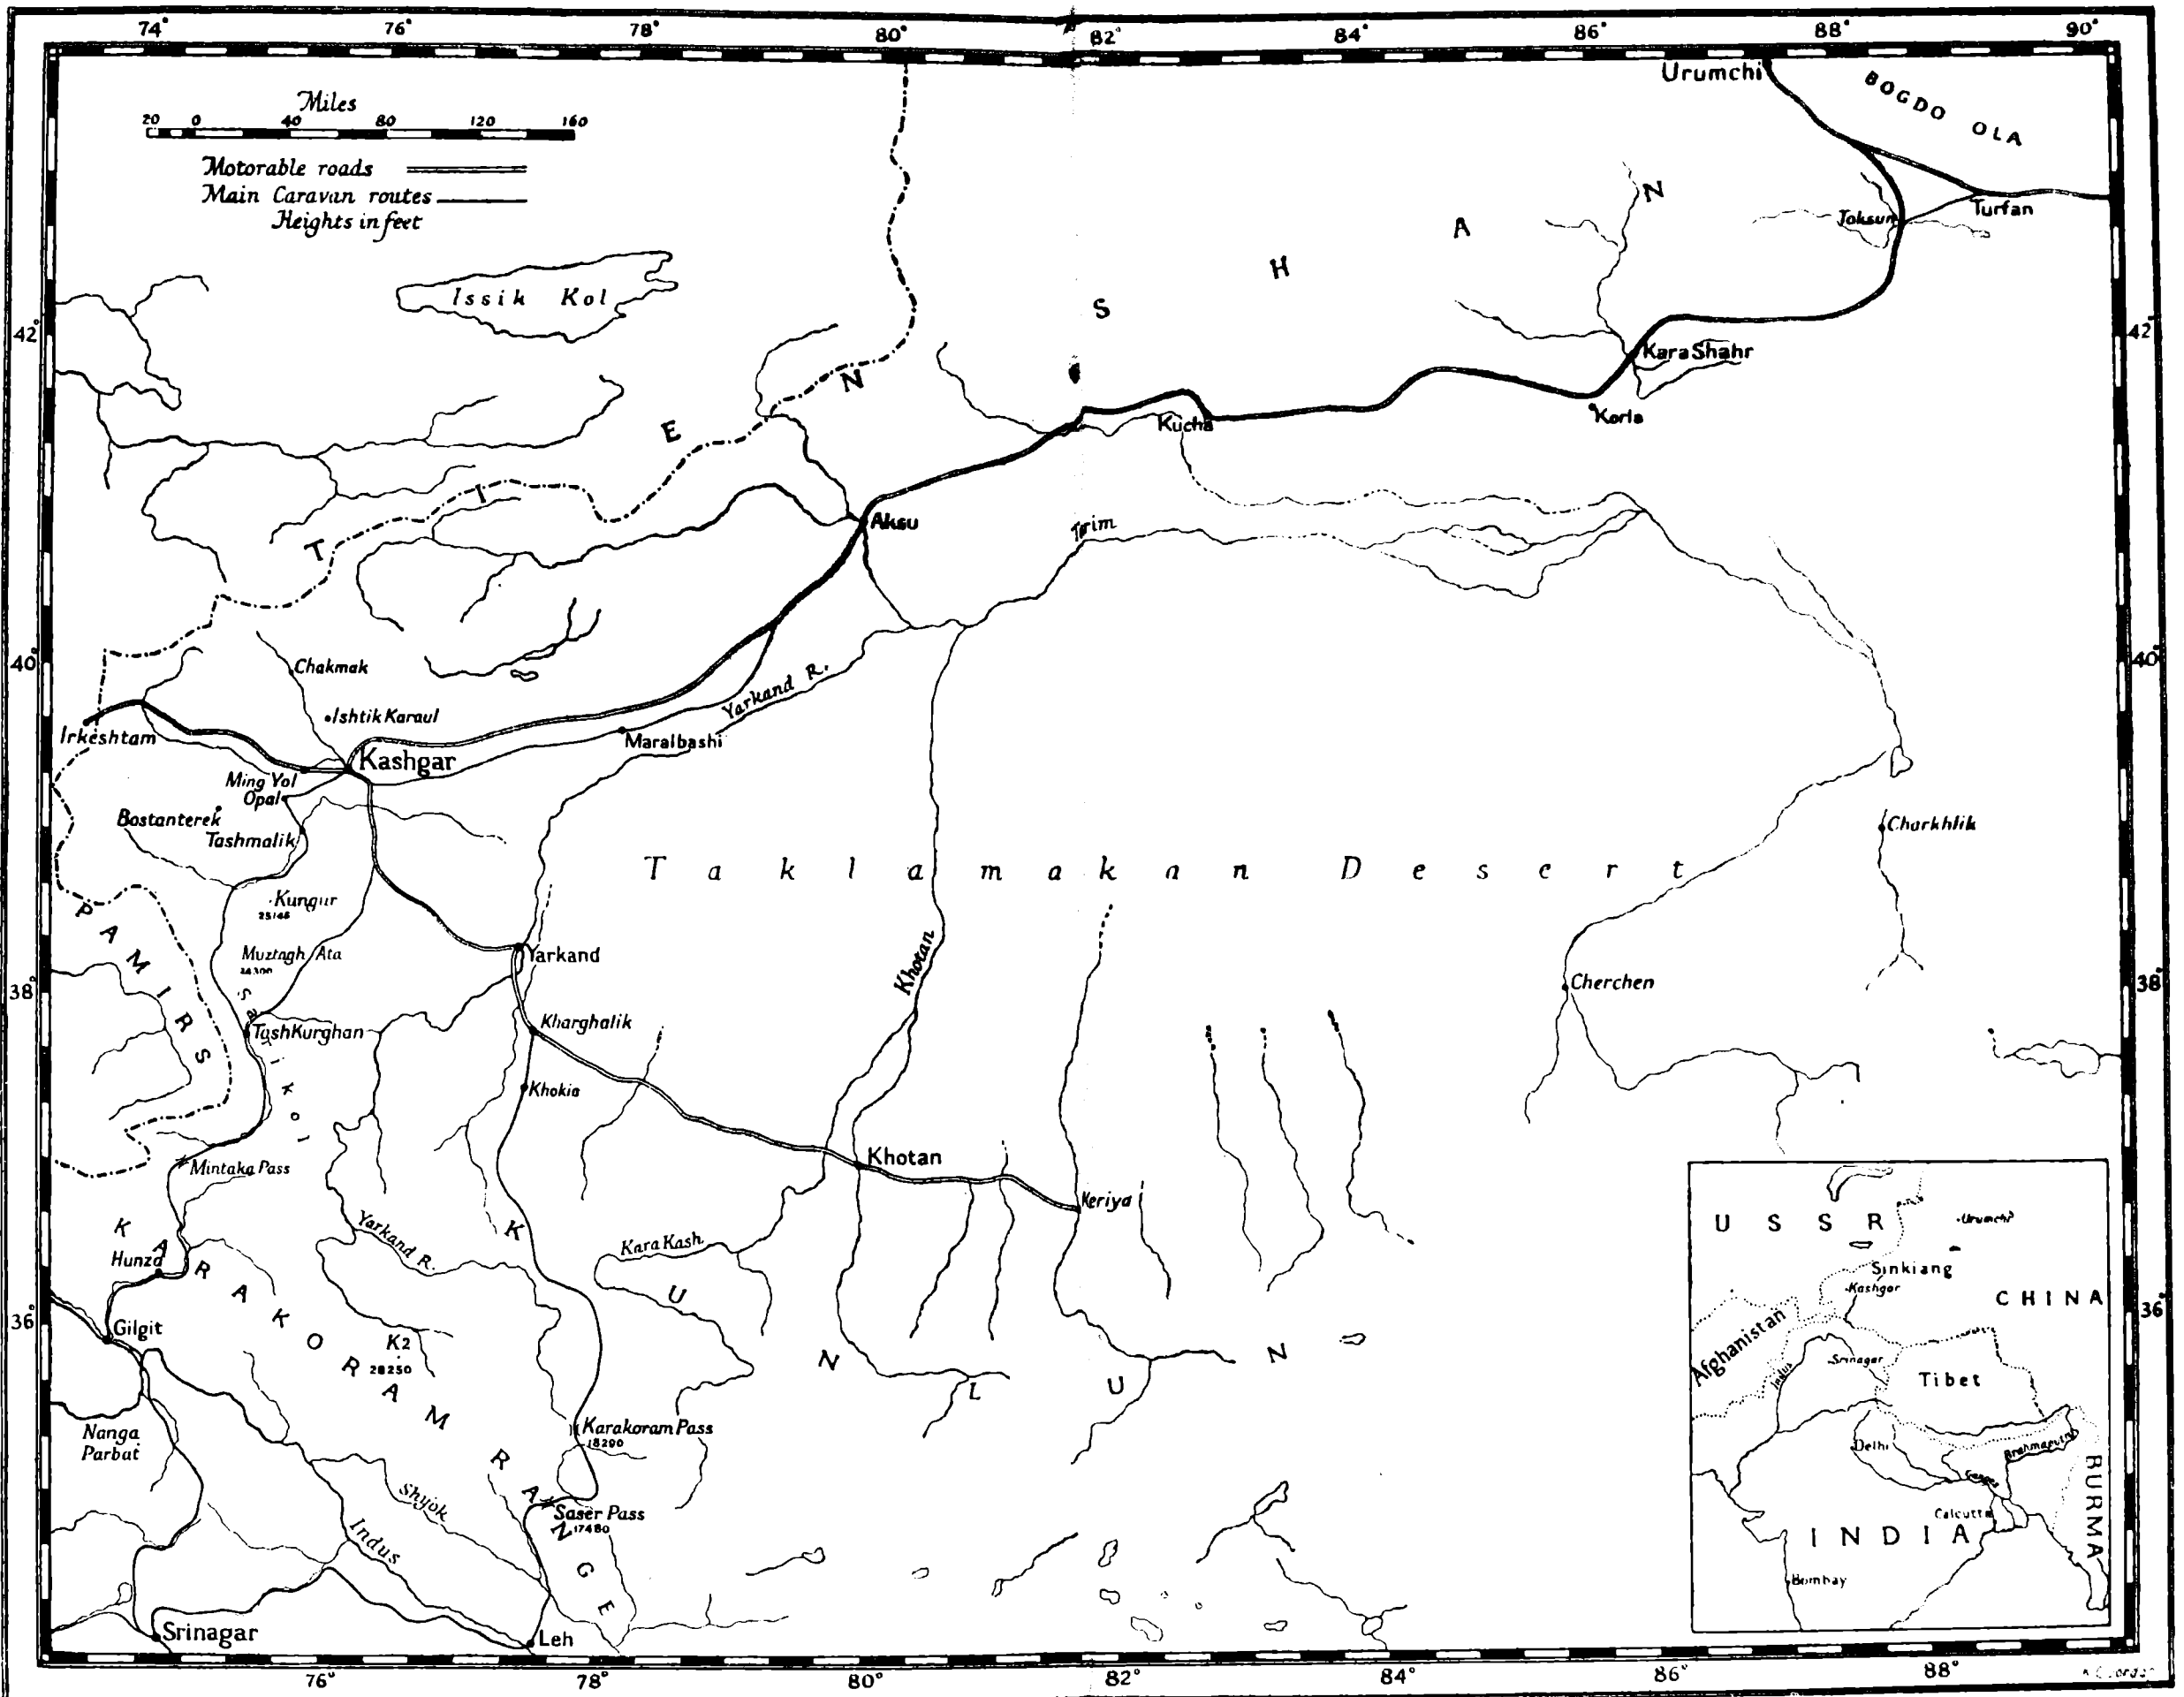 74° 76° 78° 80° 82° 84° 86° 88° 90°
Miles
20 0 40 80 120 160
Motorable roads
Main Caravan routes
Heights in feet
Urumchi
BOGDO OLA
Toksun
Turfan
Issik Kol
TIEN SHAN
42° 42°
Kara Shahr
Korla
Kucha
Aksu
Tarim
40° 40°
Chakmak
Ishtik Karaul
Irkeshtam
Kashgar
Maralbashi
Yarkand R.
Ming Yol
Opal
Bostanterek
Tashmalik
Charkhlik
Taklamakan Desert
Kungur
25146
PAMIRS
Muztagh Ata
24300
Yarkand
Khotan
Cherchen
38° 38°
Sarikol
TashKurghan
Kharghalik
Khokia
Mintaka Pass
Khotan
Keriya
KARAKORAM RANGE
Hunza
Yarkand R.
Kara Kash
KUN LUN
36° 36°
Gilgit
K2
28250
Nanga
Parbat
Karakoram Pass
18290
Shyok
Saser Pass
17480
Indus
Srinagar
Leh
USSR
Urumchi
Sinkiang
Kashgar
CHINA
Afghanistan
Indus
Srinagar
Tibet
Delhi
Brahmaputra
Ganges
Calcutta
INDIA
BURMA
Bombay
76° 78° 80° 82° 84° 86° 88°